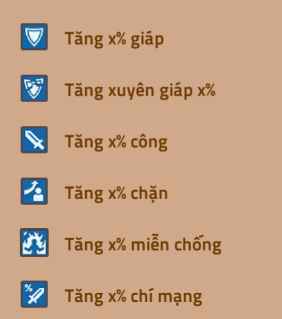 Tăng x% giáp
Tăng xuyên giáp x%
Tăng x% công
Tăng x% chặn
Tăng x% miễn chống
% Tăng x% chí mạng